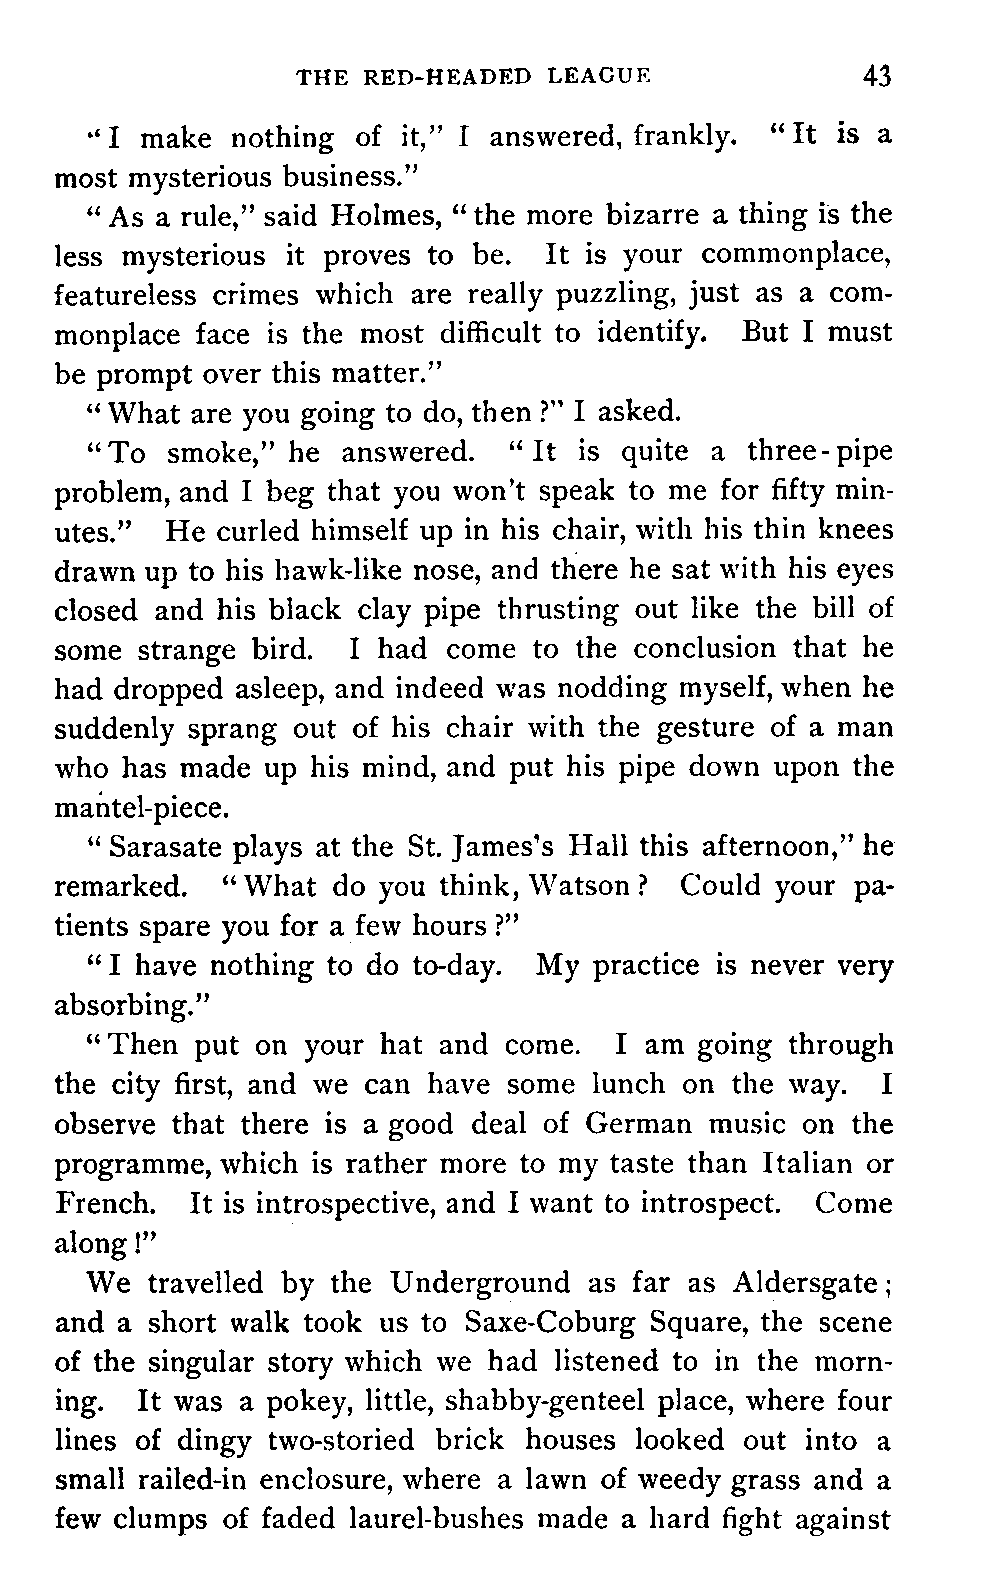 THE RED-HEADED LEAGUE 43
“I make nothing of it,” I answered, frankly. “It is a
most mysterious business.”
“As a rule,” said Holmes, “the more bizarre a thing is the
less mysterious it proves to be. It is your commonplace,
featureless crimes which are really puzzling, just as a com-
monplace face is the most difficult to identify. But I must
be prompt over this matter.”
“What are you going to do, then?” I asked.
“To smoke,” he answered. “It is quite a three-pipe
problem, and I beg that you won’t speak to me for fifty min-
utes.” He curled himself up in his chair, with his thin knees
drawn up to his hawk-like nose, and there he sat with his eyes
closed and his black clay pipe thrusting out like the bill of
some strange bird. I had come to the conclusion that he
had dropped asleep, and indeed was nodding myself, when he
suddenly sprang out of his chair with the gesture of a man
who has made up his mind, and put his pipe down upon the
mantel-piece.
“Sarasate plays at the St. James’s Hall this afternoon,” he
remarked. “What do you think, Watson? Could your pa-
tients spare you for a few hours?”
“I have nothing to do to-day. My practice is never very
absorbing.”
“Then put on your hat and come. I am going through
the city first, and we can have some lunch on the way. I
observe that there is a good deal of German music on the
programme, which is rather more to my taste than Italian or
French. It is introspective, and I want to introspect. Come
along!”
We travelled by the Underground as far as Aldersgate;
and a short walk took us to Saxe-Coburg Square, the scene
of the singular story which we had listened to in the morn-
ing. It was a pokey, little, shabby-genteel place, where four
lines of dingy two-storied brick houses looked out into a
small railed-in enclosure, where a lawn of weedy grass and a
few clumps of faded laurel-bushes made a hard fight against